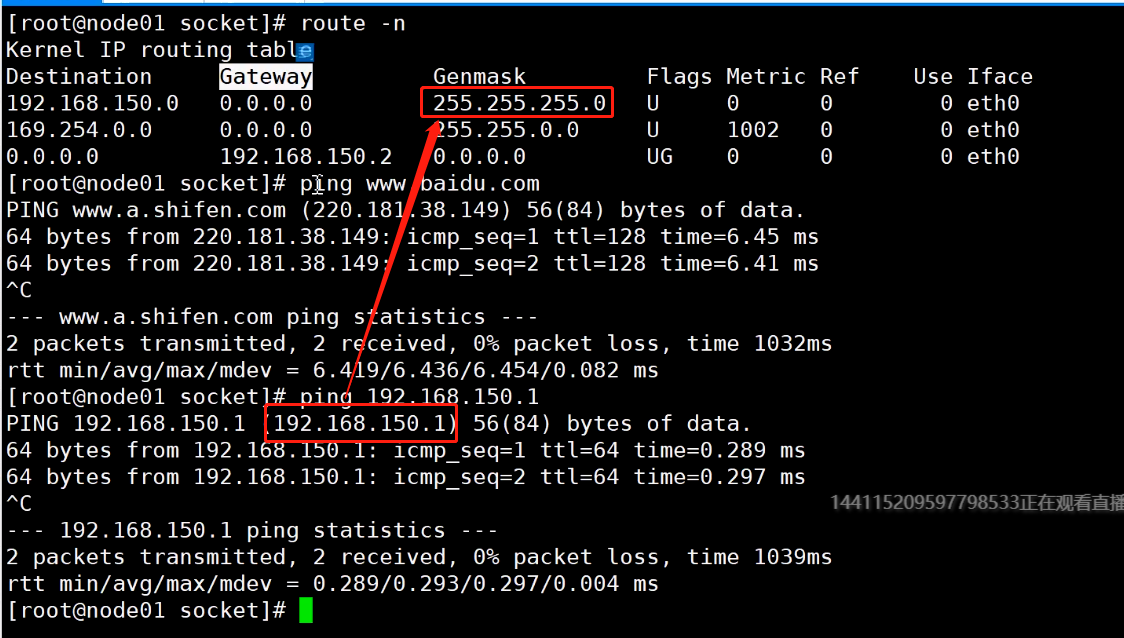 [root@node01 socket]# route -n
Kernel IP routing table
Destination Gateway Genmask Flags Metric Ref Use Iface
192.168.150.0 0.0.0.0 255.255.255.0 U 0 0 0 eth0
169.254.0.0 0.0.0.0 255.255.0.0 U 1002 0 0 eth0
0.0.0.0 192.168.150.2 0.0.0.0 UG 0 0 0 eth0
[root@node01 socket]# ping www.baidu.com
PING www.a.shifen.com (220.181.38.149) 56(84) bytes of data.
64 bytes from 220.181.38.149: icmp_seq=1 ttl=128 time=6.45 ms
64 bytes from 220.181.38.149: icmp_seq=2 ttl=128 time=6.41 ms
^C
--- www.a.shifen.com ping statistics ---
2 packets transmitted, 2 received, 0% packet loss, time 1032ms
rtt min/avg/max/mdev = 6.419/6.436/6.454/0.082 ms
[root@node01 socket]# ping 192.168.150.1
PING 192.168.150.1 (192.168.150.1) 56(84) bytes of data.
64 bytes from 192.168.150.1: icmp_seq=1 ttl=64 time=0.289 ms
64 bytes from 192.168.150.1: icmp_seq=2 ttl=64 time=0.297 ms
^C
144115209597798533正在观看直播
--- 192.168.150.1 ping statistics ---
2 packets transmitted, 2 received, 0% packet loss, time 1039ms
rtt min/avg/max/mdev = 0.289/0.293/0.297/0.004 ms
[root@node01 socket]#